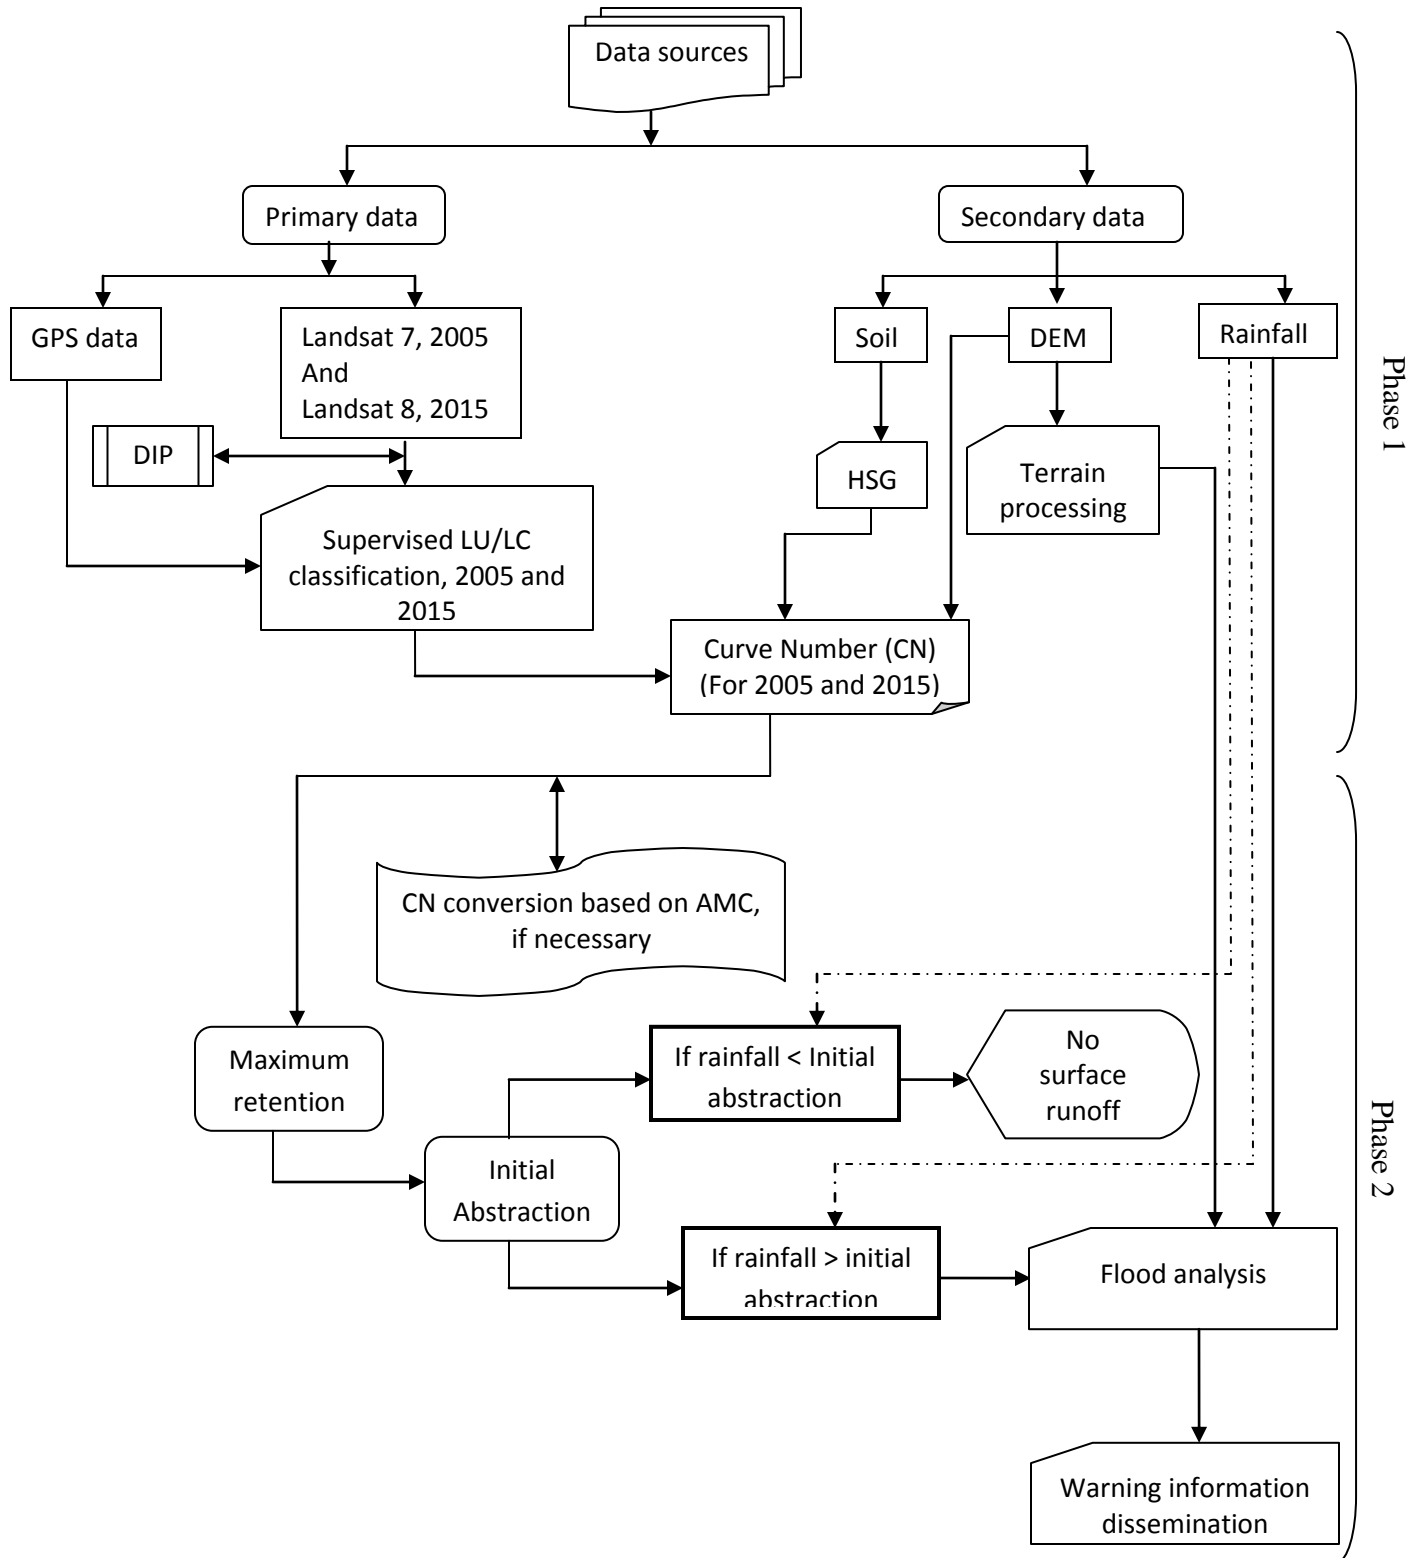 Data sources
Primary data
Secondary data
GPS data
Landsat 7, 2005
And
Landsat 8, 2015
Soil
DEM
Rainfall
Phase 1
DIP
HSG
Terrain
processing
Supervised LU/LC
classification, 2005 and
2015
Curve Number (CN)
(For 2005 and 2015)
CN conversion based on AMC,
if necessary
Maximum
retention
If rainfall < Initial
abstraction
No
surface
runoff
Phase 2
Initial
Abstraction
If rainfall > initial
abstraction
Flood analysis
Warning information
dissemination